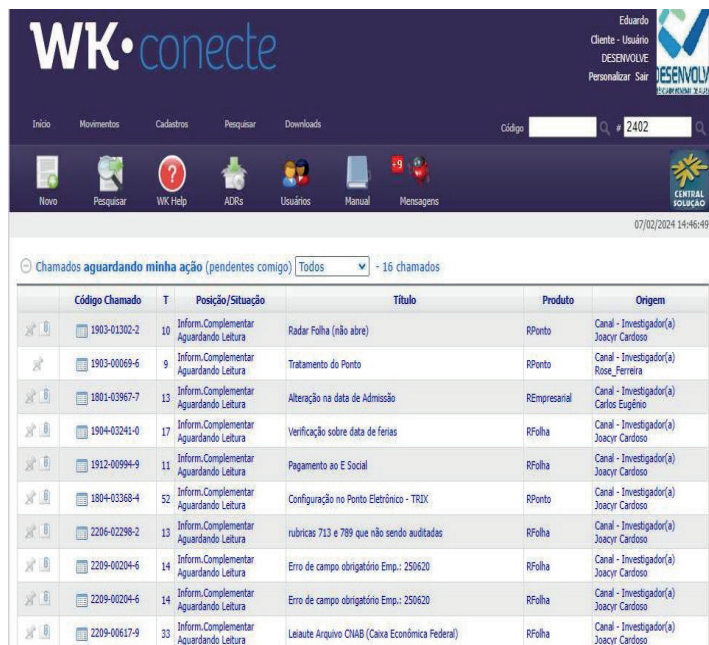 WK•conecte
Eduardo
Cliente - Usuário
DESENVOLVE
Personalizar Sair
DESENVOLV
Início Movimentos Cadastros Pesquisar Downloads Código # 2402
Novo Pesquisar WK Help ADRs Usuários Manual +9 Mensagens
CENTRAL
SOLUÇÃO
07/02/2024 14:46:49
Chamados aguardando minha ação (pendentes comigo) Todos - 16 chamados
Código Chamado T Posição/Situação Título Produto Origem
1903-01302-2 10 Inform.Complementar Aguardando Leitura Radar Folha (não abre) RPonto Canal - Investigador(a) Joacyr Cardoso
1903-00069-6 9 Inform.Complementar Aguardando Leitura Tratamento do Ponto RPonto Canal - Investigador(a) Rose_Ferreira
1801-03967-7 13 Inform.Complementar Aguardando Leitura Alteração na data de Admissão REmpresarial Canal - Investigador(a) Carlos Eugênio
1904-03241-0 17 Inform.Complementar Aguardando Leitura Verificação sobre data de ferias RFolha Canal - Investigador(a) Joacyr Cardoso
1912-00994-9 11 Inform.Complementar Aguardando Leitura Pagamento ao E Social RFolha Canal - Investigador(a) Joacyr Cardoso
1804-03368-4 52 Inform.Complementar Aguardando Leitura Configuração no Ponto Eletrônico - TRIX RPonto Canal - Investigador(a) Joacyr Cardoso
2206-02298-2 13 Inform.Complementar Aguardando Leitura rubricas 713 e 789 que não sendo auditadas RFolha Canal - Investigador(a) Joacyr Cardoso
2209-00204-6 14 Inform.Complementar Aguardando Leitura Erro de campo obrigatório Emp.: 250620 RFolha Canal - Investigador(a) Joacyr Cardoso
2209-00204-6 14 Inform.Complementar Aguardando Leitura Erro de campo obrigatório Emp.: 250620 RFolha Canal - Investigador(a) Joacyr Cardoso
2209-00617-9 33 Inform.Complementar Aguardando Leitura Leiaute Arquivo CNAB (Caixa Econômica Federal) RFolha Canal - Investigador(a) Joacyr Cardoso